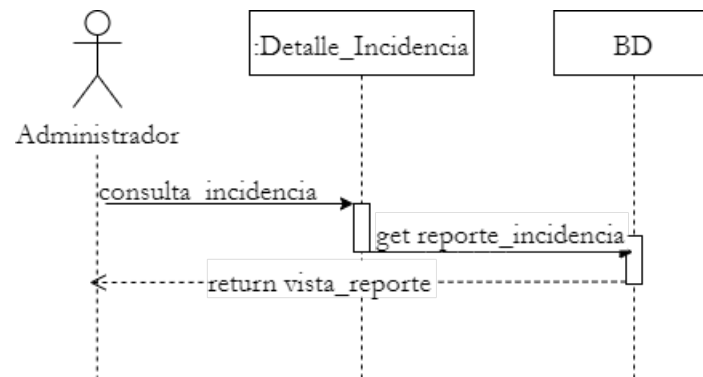 :Detalle_Incidencia
BD
Administrador
consulta_incidencia
get reporte_incidencia
return vista_reporte